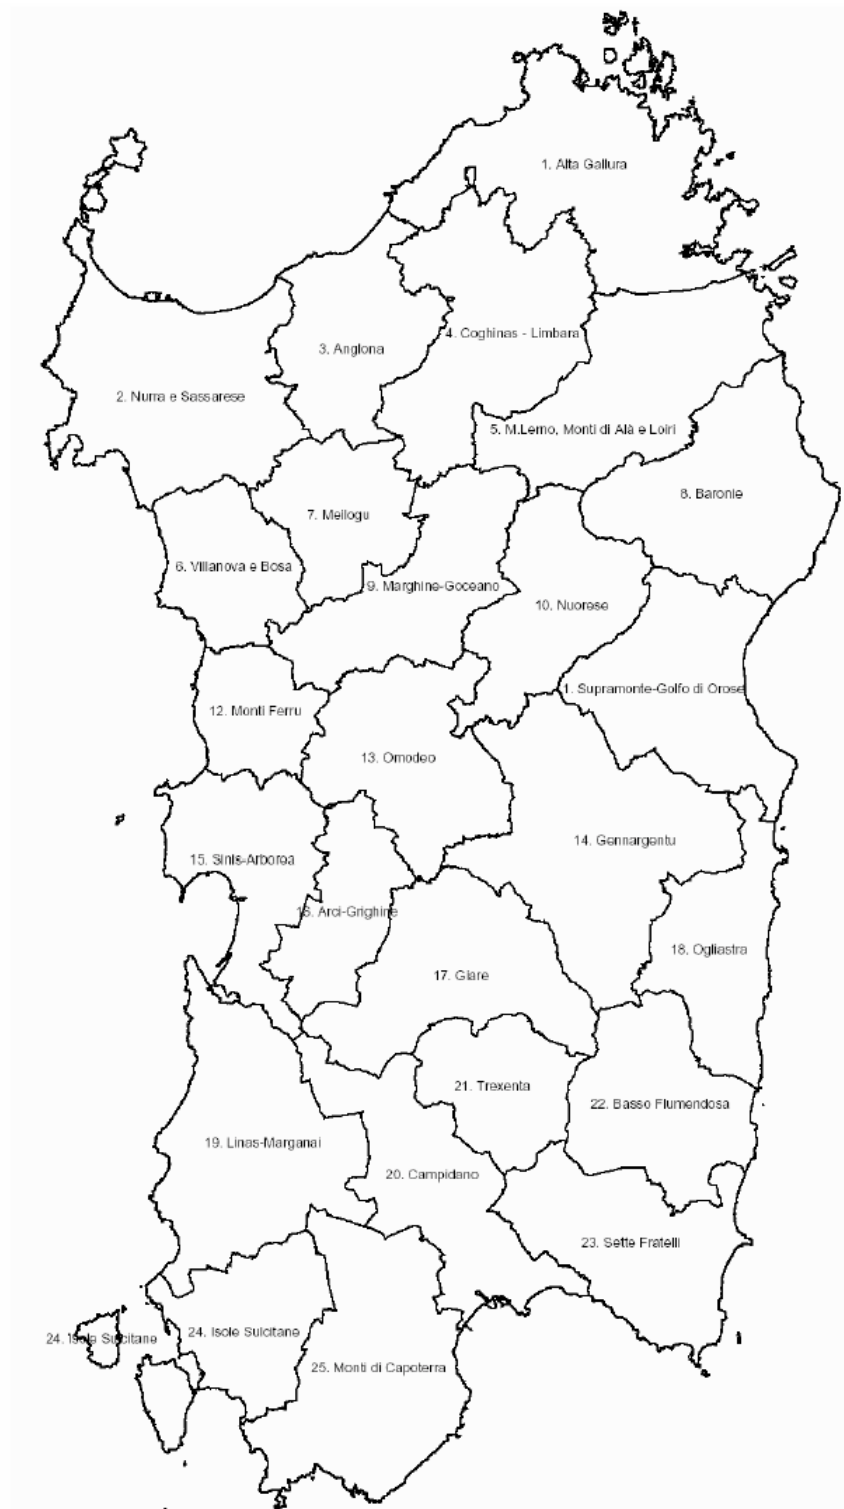 1. Alta Gallura
4. Coghinas - Limbara
3. Anglona
2. Nurra e Sassarese
5. M.Lerno, Monti di Alà e Loiri
8. Baronie
7. Meilogu
6. Villanova e Bosa
9. Marghine-Goceano
10. Nuorese
1. Supramonte-Golfo di Orose
12. Monti Ferru
13. Omodeo
14. Gennargentu
15. Sinis-Arborea
16. Arci-Grighine
18. Ogliastra
17. Giare
21. Trexenta
22. Basso Flumendosa
19. Linas-Marganai
20. Campidano
23. Sette Fratelli
24. Isole Sulcitane
24. Isole Sulcitane
25. Monti di Capoterra